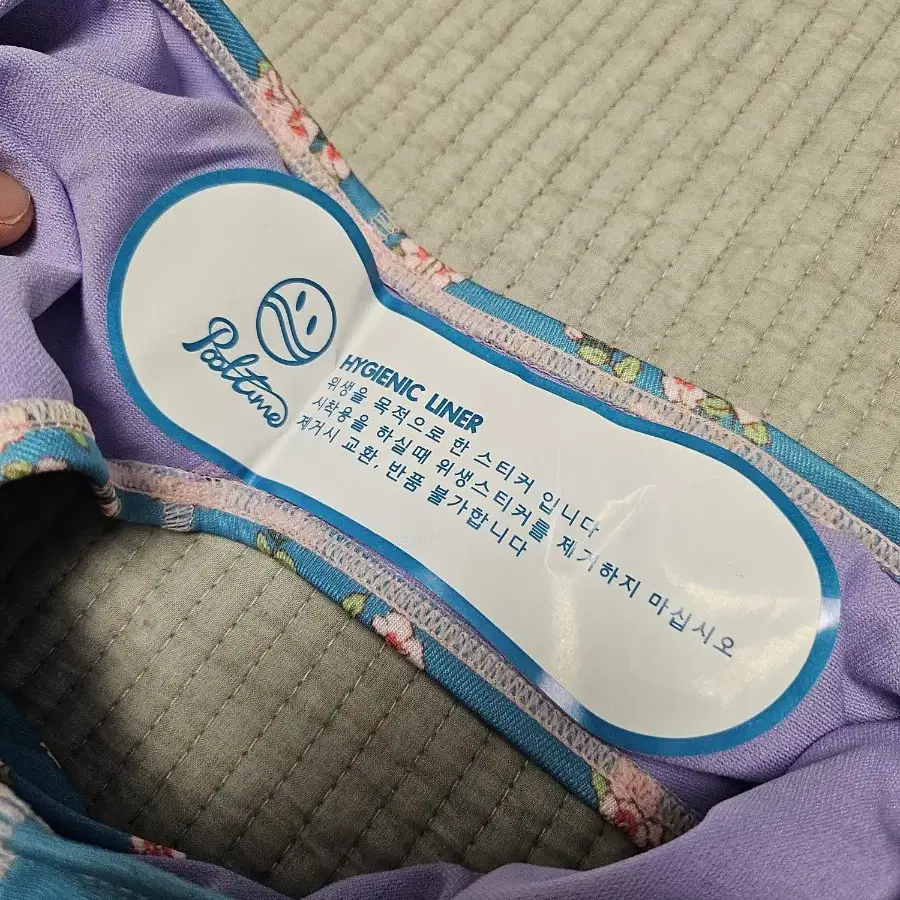 Pooltime
HYGIENIC LINER
위생을 목적으로 한 스티커 입니다
시착용을 하실때 위생스티커를 제거하지 마십시오
제거시 교환, 반품 불가합니다